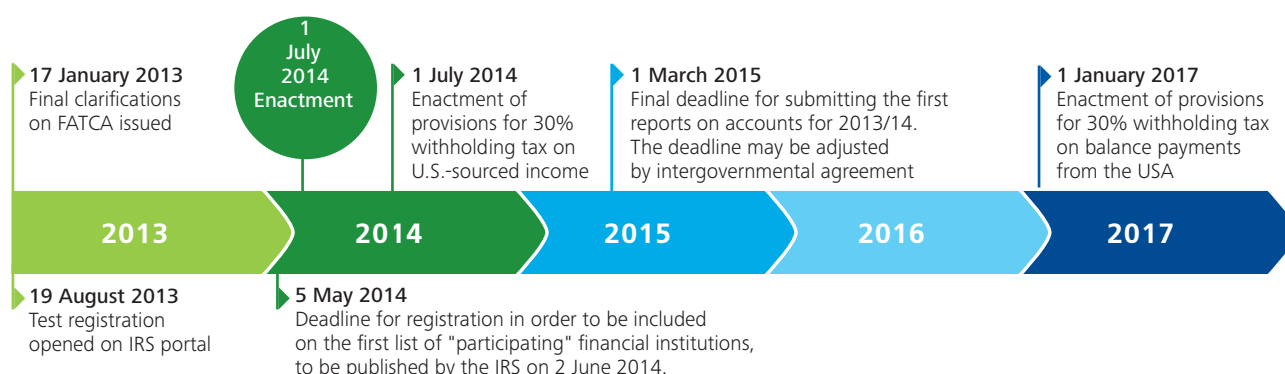 1
July
2014
Enactment
17 January 2013
Final clarifications
on FATCA issued
1 July 2014
Enactment of
provisions for 30%
withholding tax on
U.S.-sourced income
1 March 2015
Final deadline for submitting the first
reports on accounts for 2013/14.
The deadline may be adjusted
by intergovernmental agreement
1 January 2017
Enactment of provisions
for 30% withholding tax
on balance payments
from the USA
2013
2014
2015
2016
2017
19 August 2013
Test registration
opened on IRS portal
5 May 2014
Deadline for registration in order to be included
on the first list of "participating" financial institutions,
to be published by the IRS on 2 June 2014.